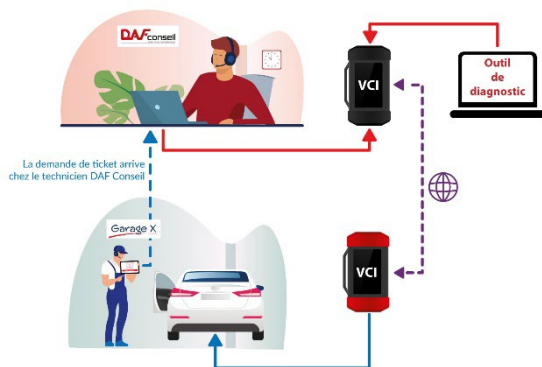 DAF conseil
VCI
Outil
de
diagnostic
La demande de ticket arrive
chez le technicien DAF Conseil
Garage X
VCI